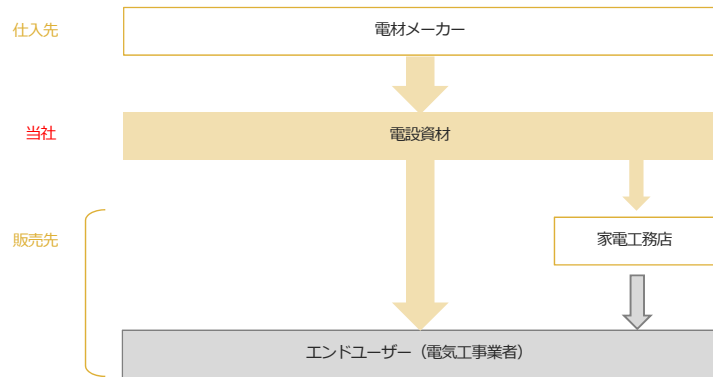 仕入先
電材メーカー
当社
電設資材
販売先
家電工務店
エンドユーザー（電気工事業者）